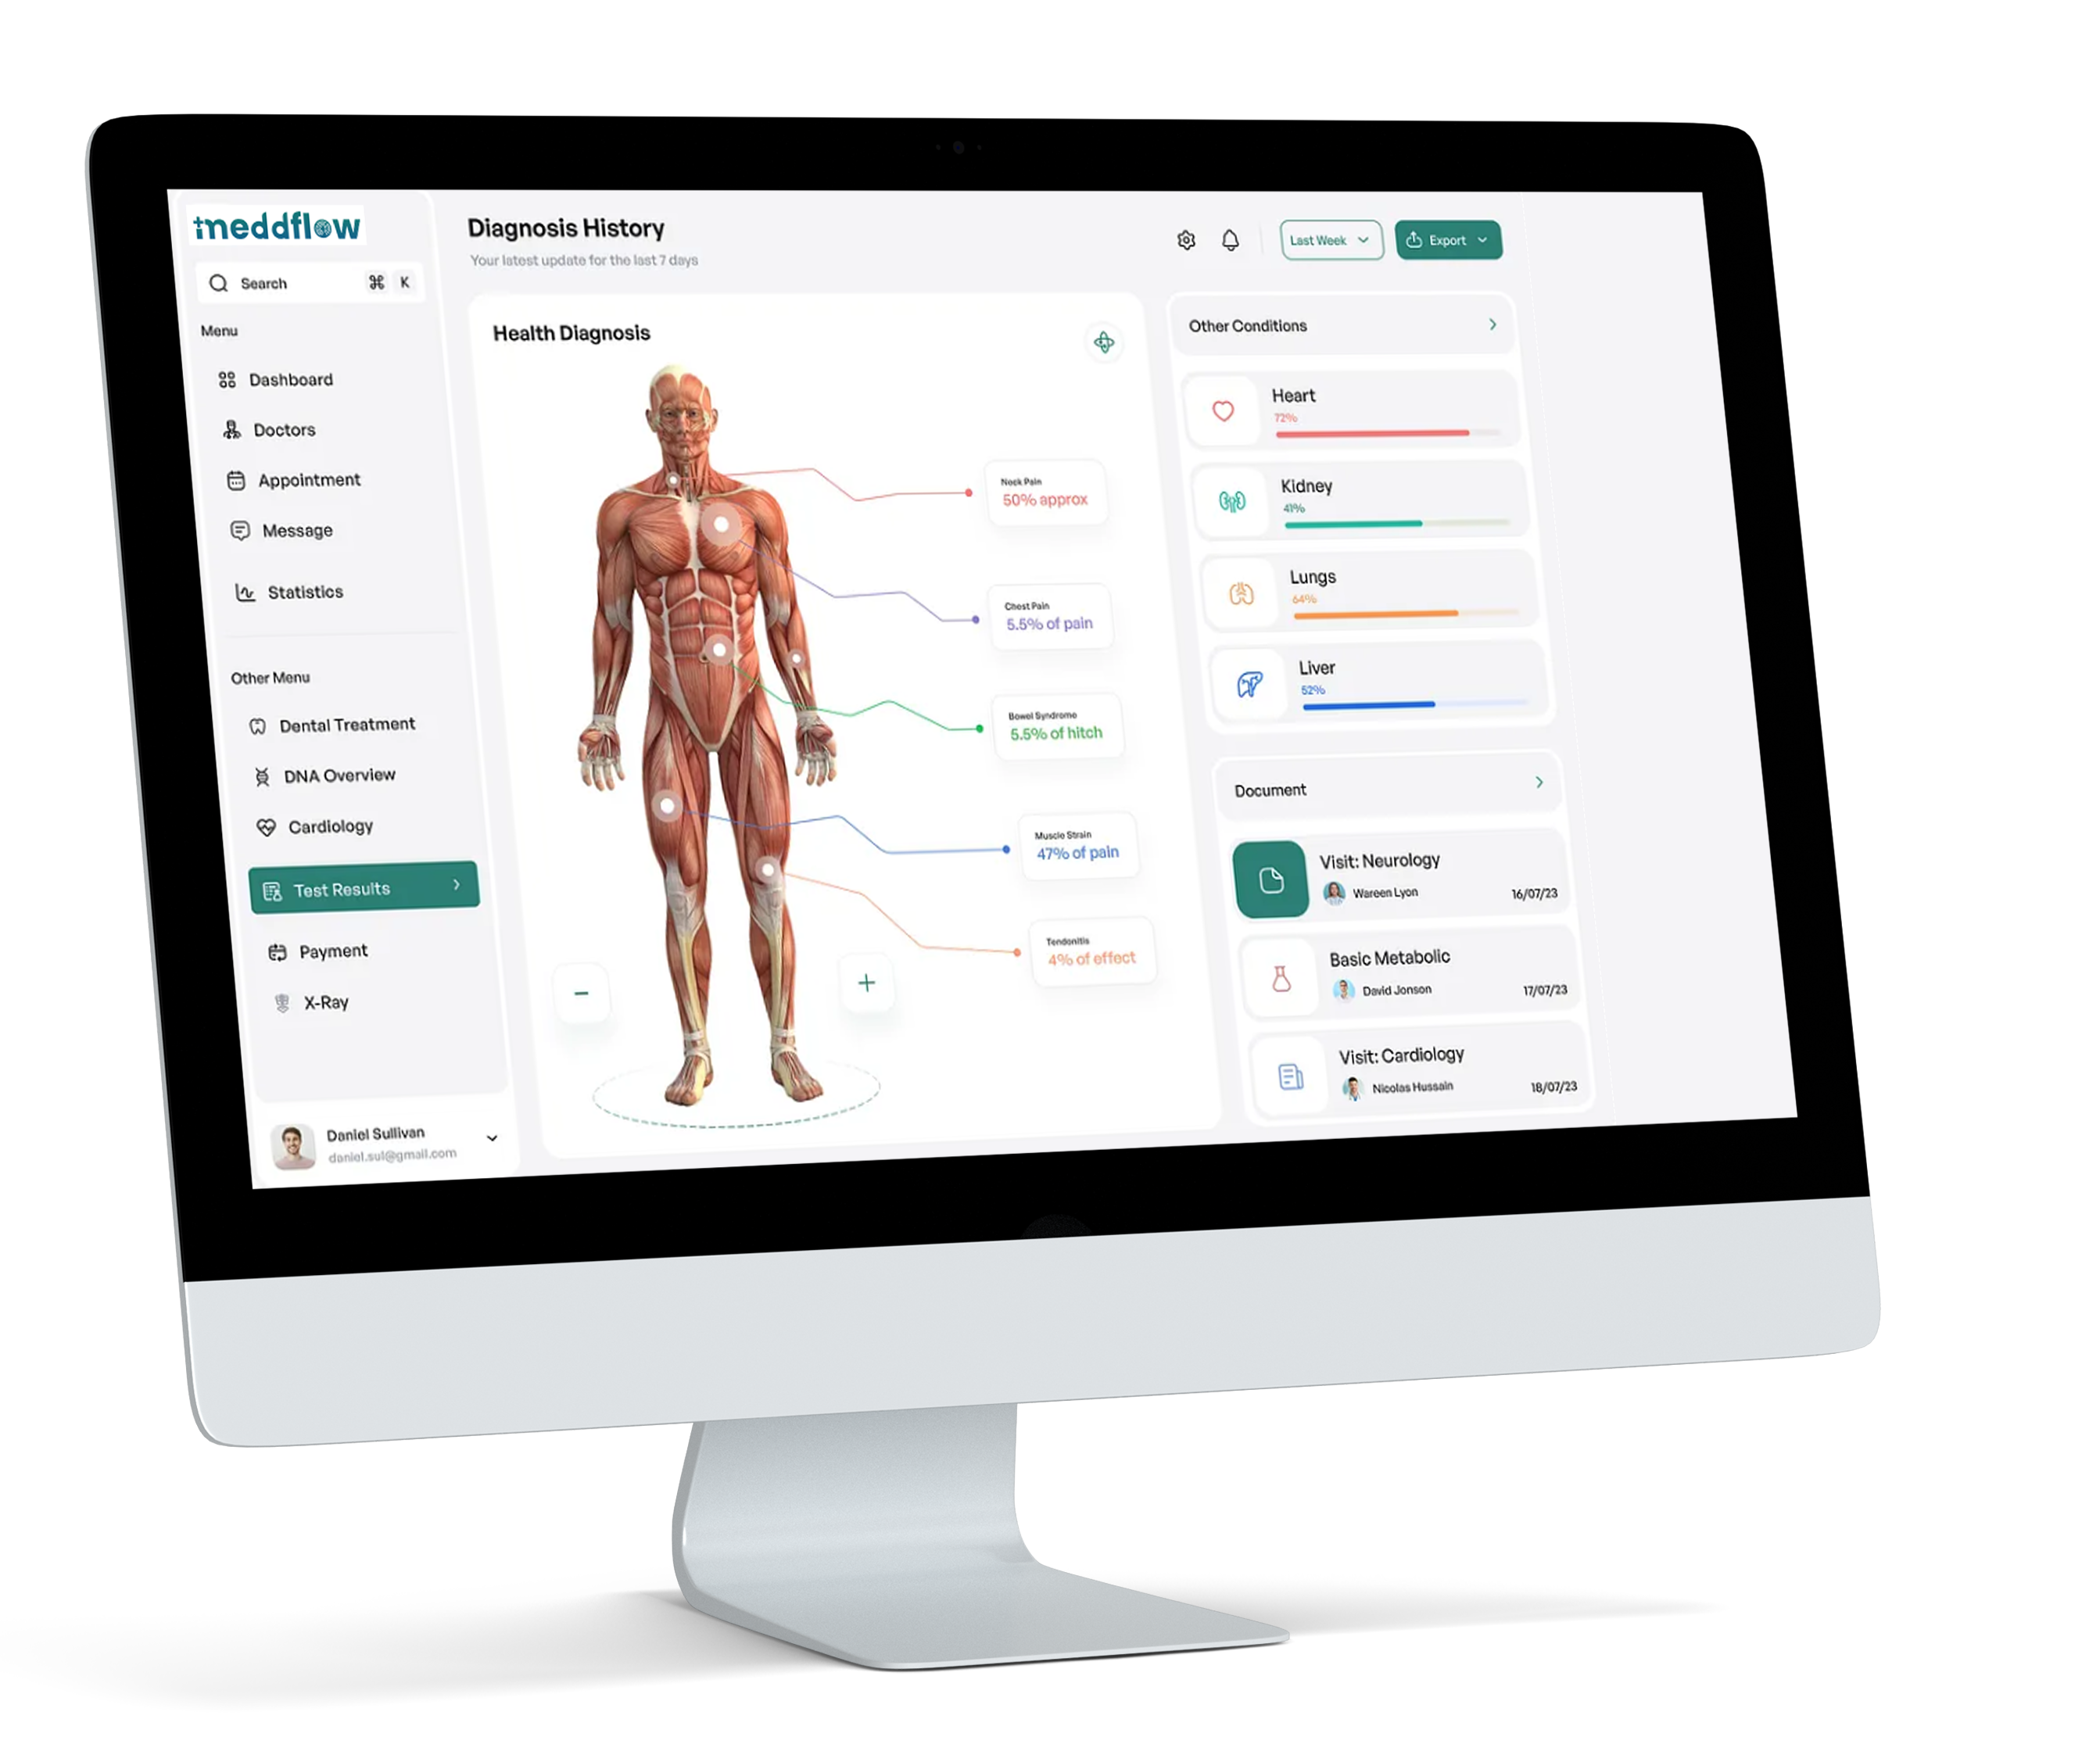 meddflow
Search ⌘ K
Menu
Dashboard
Doctors
Appointment
Message
Statistics
Other Menu
Dental Treatment
DNA Overview
Cardiology
Test Results
Payment
X-Ray
Daniel Sullivan
daniel.sul@gmail.com
Diagnosis History
Your latest update for the last 7 days
Last Week
Export
Health Diagnosis
Neck Pain
50% approx
Chest Pain
5.5% of pain
Bowel Syndrome
5.5% of hitch
Muscle Strain
47% of pain
Tendonitis
4% of effect
Other Conditions
Heart
72%
Kidney
41%
Lungs
64%
Liver
52%
Document
Visit: Neurology
Wareen Lyon 16/07/23
Basic Metabolic
David Jonson 17/07/23
Visit: Cardiology
Nicolas Hussain 18/07/23